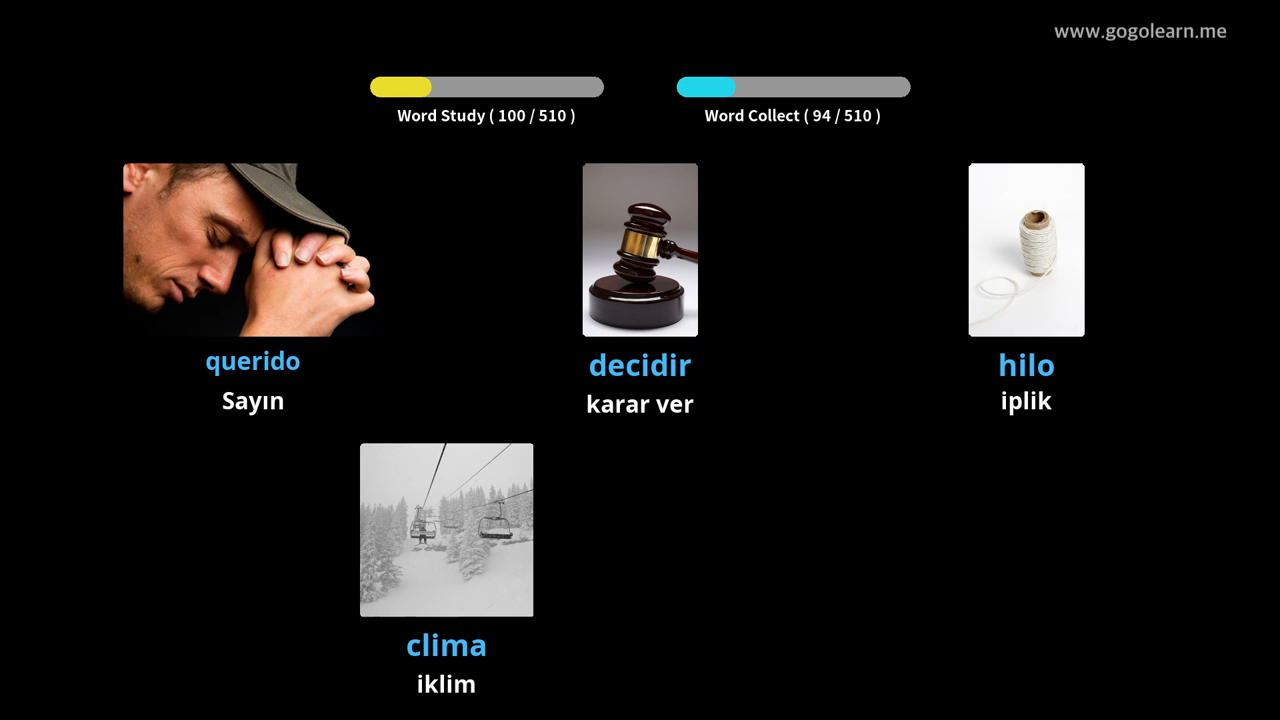 www.gogolearn.me
Word Study ( 100 / 510 )
Word Collect ( 94 / 510 )
querido
Sayın
decidir
karar ver
hilo
iplik
clima
iklim